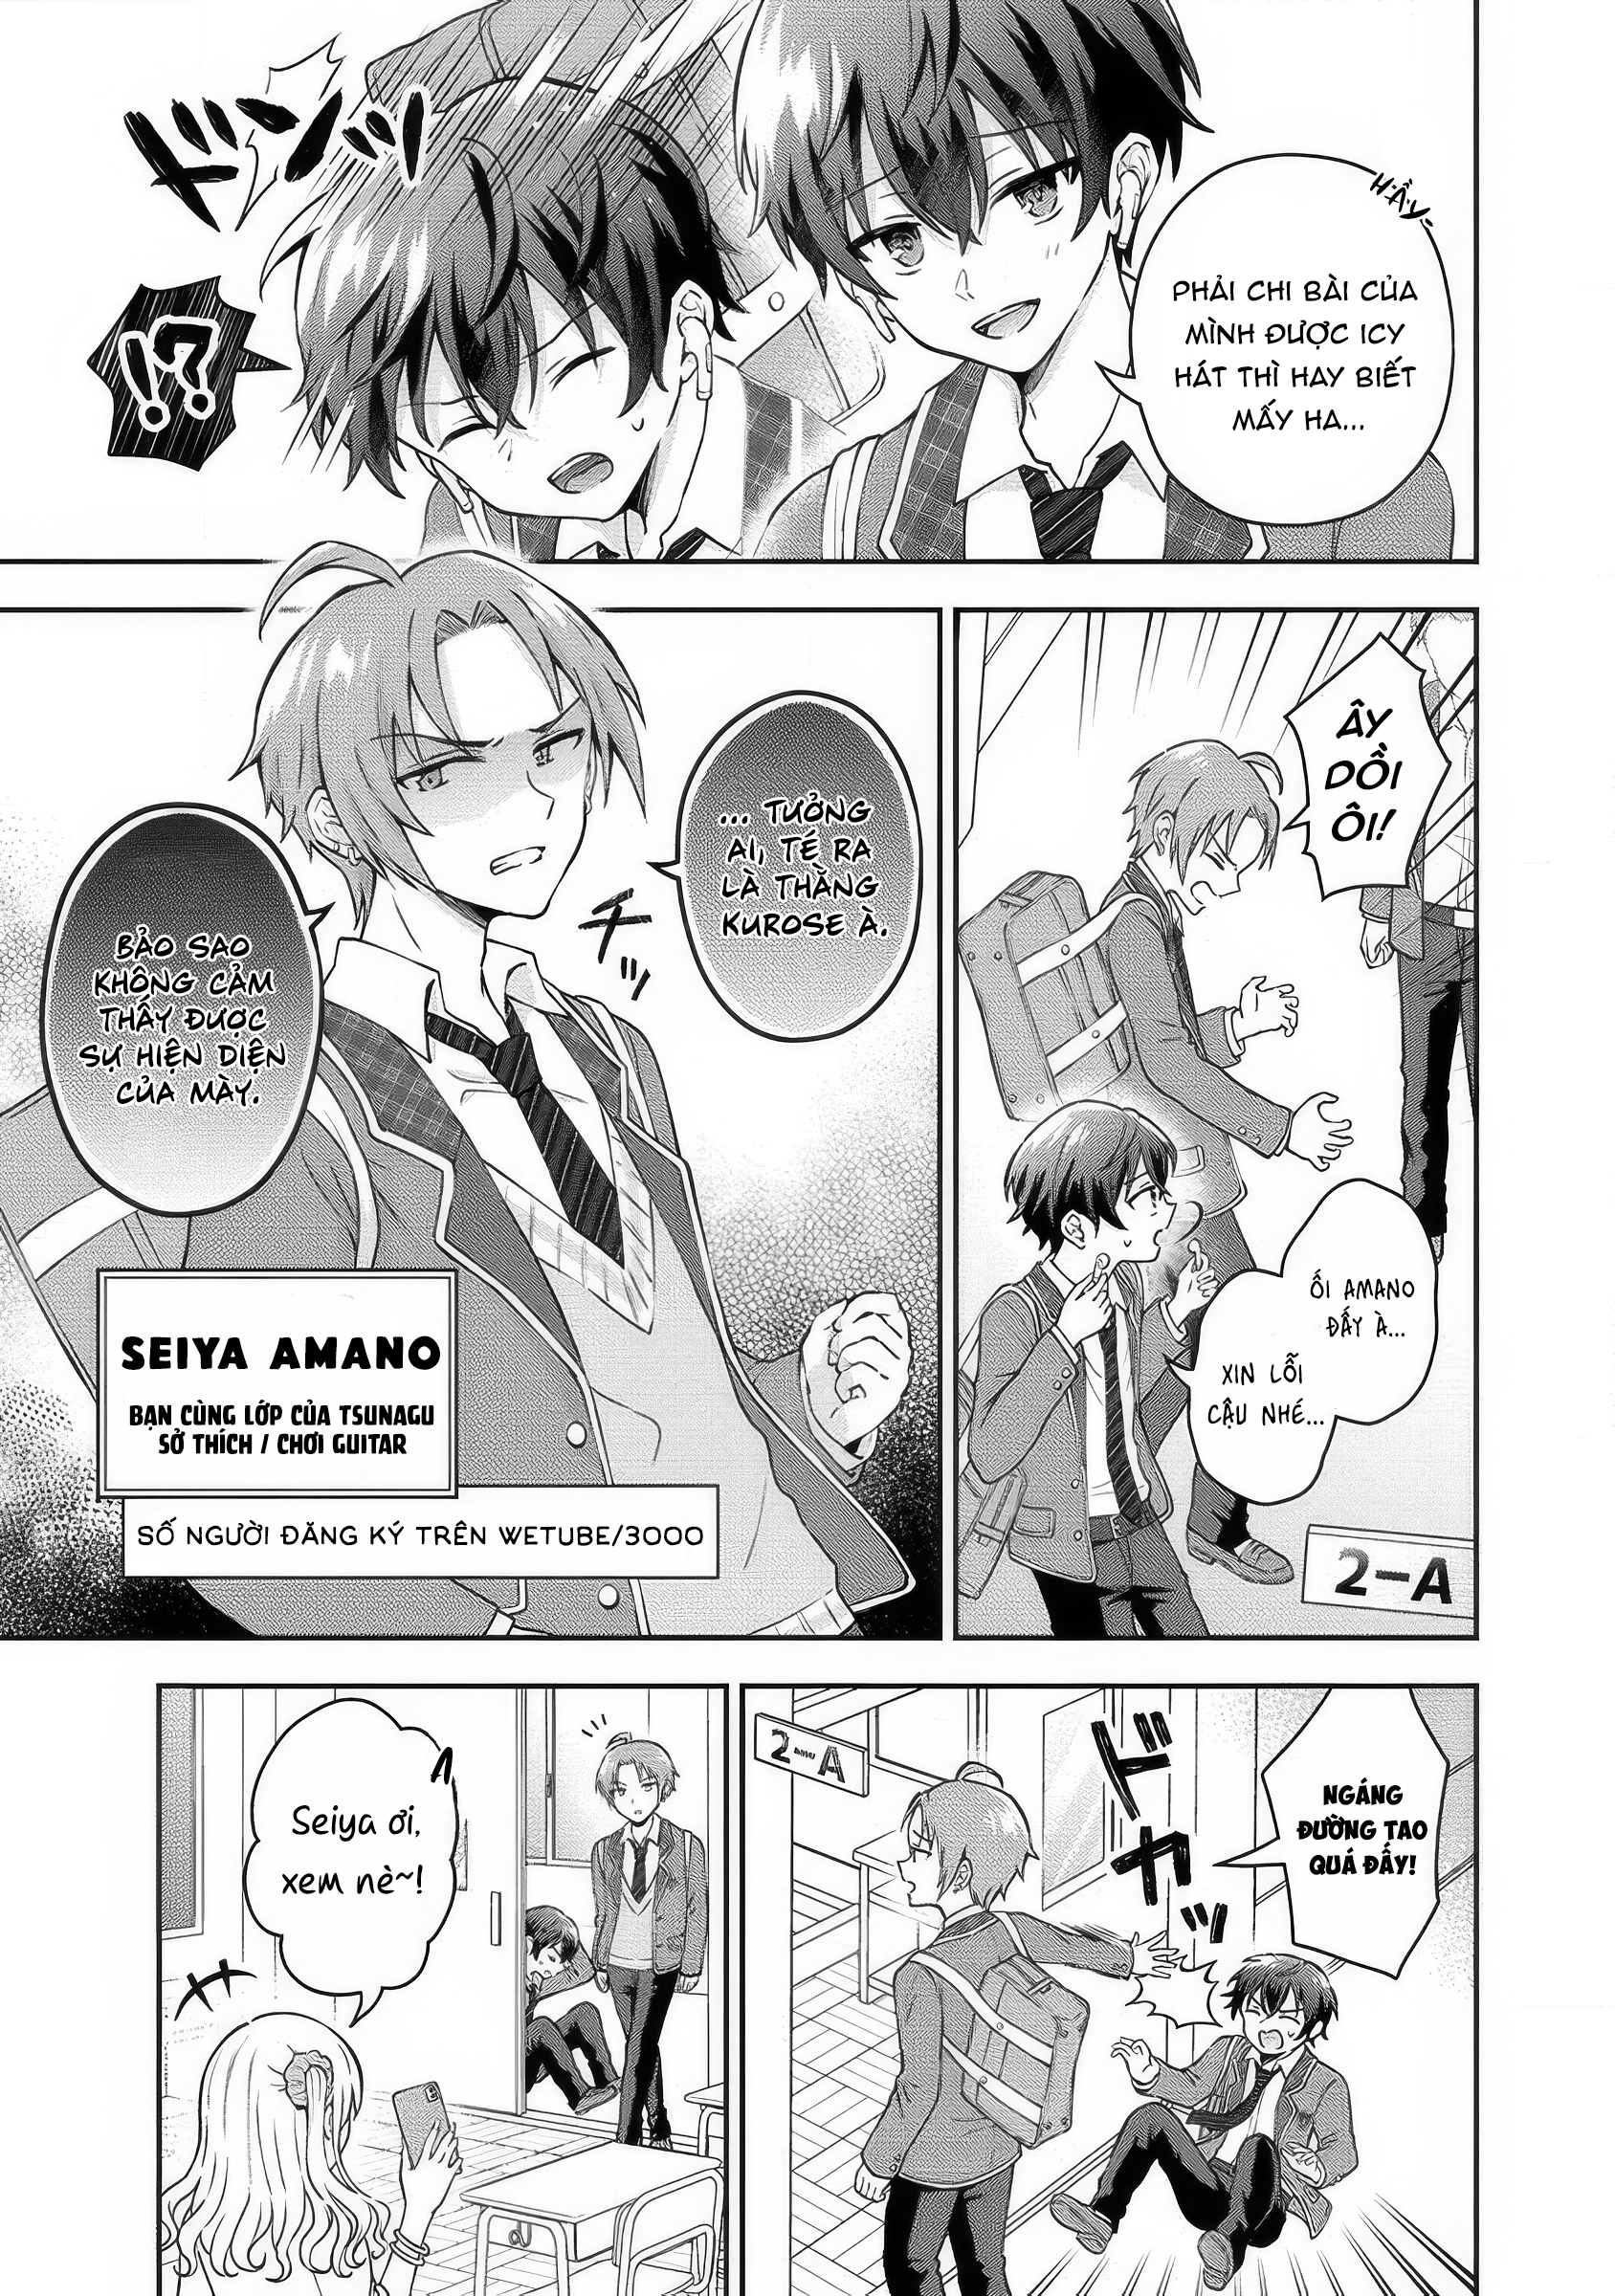 HẦY~
PHẢI CHI BÀI CỦA
MÌNH ĐƯỢC ICY
HÁT THÌ HAY BIẾT
MẤY HA...
ドンッ
!?
ÂY
DỒI
ÔI!
ỐI AMANO
ĐẤY À...
XIN LỖI
CẬU NHÉ...
2-A
... TƯỞNG
AI, TÉ RA
LÀ THẰNG
KUROSE À.
チッ
BẢO SAO
KHÔNG CẢM
THẤY ĐƯỢC
SỰ HIỆN DIỆN
CỦA MÀY.
SEIYA AMANO
BẠN CÙNG LỚP CỦA TSUNAGU
SỞ THÍCH / CHƠI GUITAR
SỐ NGƯỜI ĐĂNG KÝ TRÊN WETUBE/3000
NGÁNG
ĐƯỜNG TAO
QUÁ ĐẤY!
ドカッ
2-A
Seiya ơi,
xem nè~!